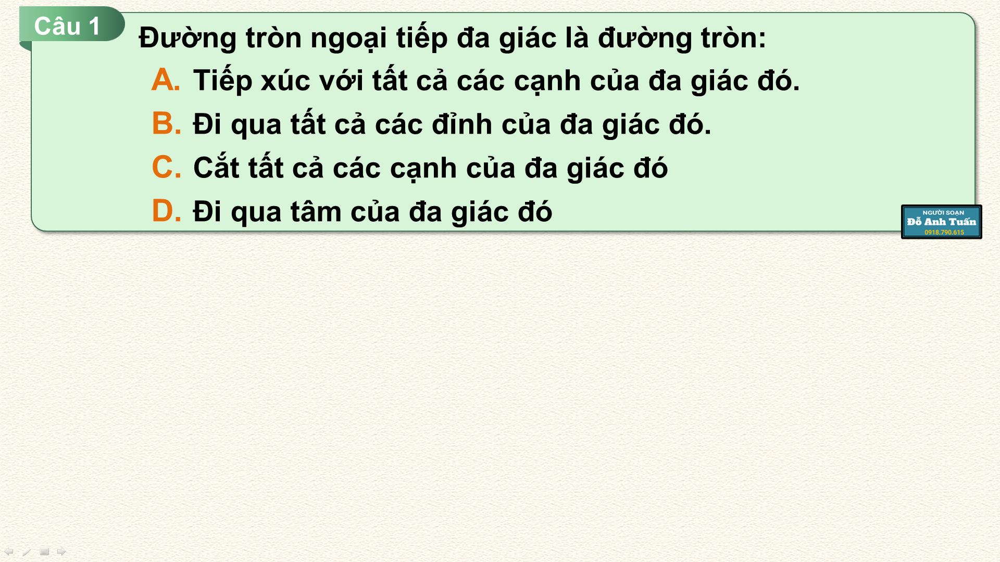 Câu 1
Đường tròn ngoại tiếp đa giác là đường tròn:
A. Tiếp xúc với tất cả các cạnh của đa giác đó.
B. Đi qua tất cả các đỉnh của đa giác đó.
C. Cắt tất cả các cạnh của đa giác đó
D. Đi qua tâm của đa giác đó
NGƯỜI SOẠN
Đỗ Anh Tuấn
0918.790.615